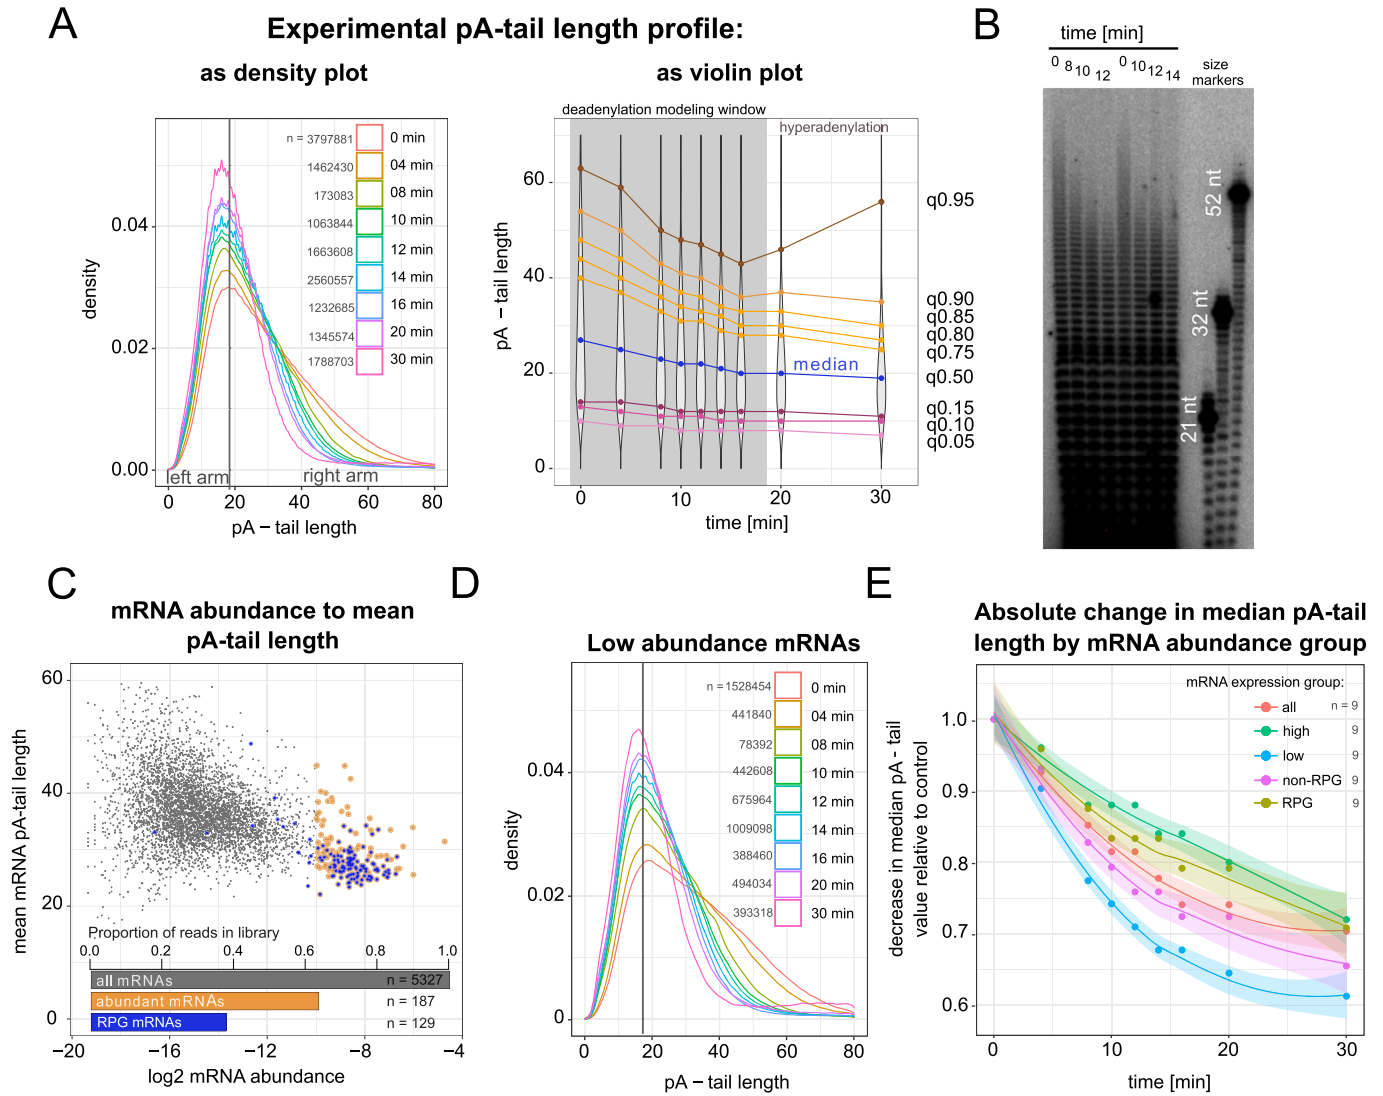 A
Experimental pA-tail length profile:
as density plot
as violin plot
density
0.04
0.02
0.00
n = 3797881 0 min
1462430 04 min
173083 08 min
1063844 10 min
1663608 12 min
2560557 14 min
1232685 16 min
1345574 20 min
1788703 30 min
left arm
right arm
0 20 40 60 80
pA – tail length
deadenylation modeling window
hyperadenylation
pA – tail length
60
40
20
0
median
q0.95
q0.90
q0.85
q0.80
q0.75
q0.50
q0.15
q0.10
q0.05
0 10 20 30
time [min]
B
time [min]
0 8 10 12 0 10 12 14
size
markers
52 nt
32 nt
21 nt
C
mRNA abundance to mean
pA-tail length
mean mRNA pA-tail length
60
40
20
0
Proportion of reads in library
0.0 0.2 0.4 0.6 0.8 1.0
all mRNAs n = 5327
abundant mRNAs n = 187
RPG mRNAs n = 129
−20 −16 −12 −8 −4
log2 mRNA abundance
D
Low abundance mRNAs
density
0.04
0.02
0.00
n = 1528454 0 min
441840 04 min
78392 08 min
442608 10 min
675964 12 min
1009098 14 min
388460 16 min
494034 20 min
393318 30 min
0 20 40 60 80
pA – tail length
E
Absolute change in median pA-tail
length by mRNA abundance group
decrease in median pA - tail
value relative to control
1.0
0.9
0.8
0.7
0.6
mRNA expression group:
all n = 9
high 9
low 9
non-RPG 9
RPG 9
0 10 20 30
time [min]